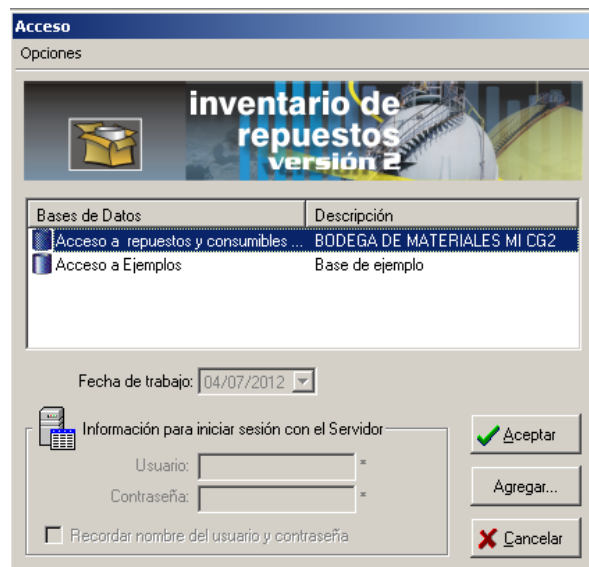 Acceso
Opciones
inventario de
repuestos
versión 2
Bases de Datos Descripción
Acceso a repuestos y consumibles ... BODEGA DE MATERIALES MI CG2
Acceso a Ejemplos Base de ejemplo
Fecha de trabajo: 04/07/2012
Información para iniciar sesión con el Servidor
Usuario: *
Contraseña: *
Recordar nombre del usuario y contraseña
Aceptar
Agregar...
Cancelar